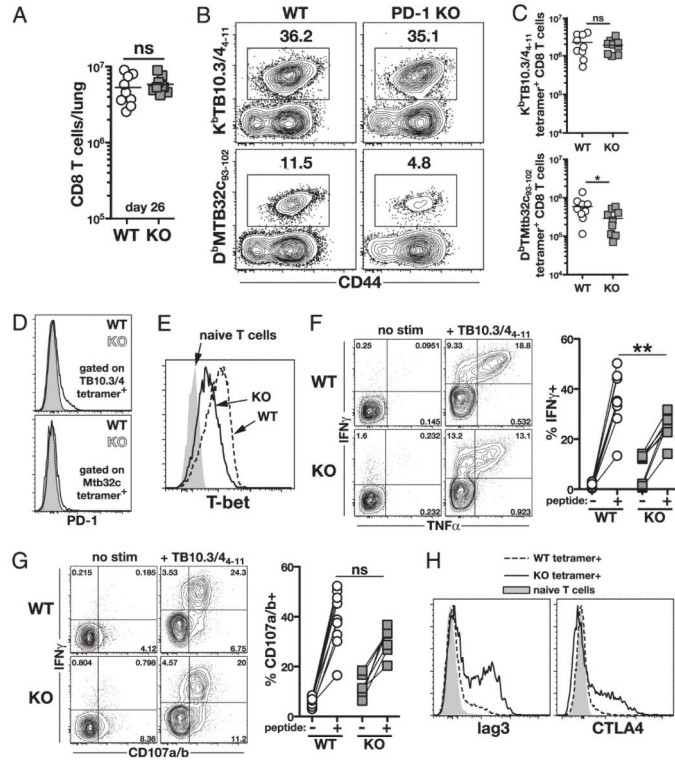 A
ns
CD8 T cells/lung
10⁷
10⁶
10⁵
day 26
WT KO
B
WT PD-1 KO
36.2 35.1
KᵇTB10.3/4₄₋₁₁
11.5 4.8
DᵇMTB32c₉₃₋₁₀₂
CD44
C
KᵇTB10.3/4₄₋₁₁
tetramer⁺ CD8 T cells
10⁷
10⁶
10⁵
10⁴
ns
WT KO
DᵇTMtb32c₉₃₋₁₀₂
tetramer⁺ CD8 T cells
10⁷
10⁶
10⁵
10⁴
*
WT KO
D
WT
KO
gated on
TB10.3/4
tetramer⁺
WT
KO
gated on
Mtb32c
tetramer⁺
PD-1
E
naive T cells
KO
WT
T-bet
F
no stim + TB10.3/4₄₋₁₁
WT
0.25 0.0951 9.33 18.8
0.145 0.532
IFNγ
KO
1.6 0.232 13.2 13.1
0.232 0.923
TNFα
% IFNγ+
60
40
20
0
**
peptide: - + - +
WT KO
G
no stim + TB10.3/4₄₋₁₁
WT
0.215 0.185 3.53 24.3
4.12 6.75
IFNγ
KO
0.804 0.798 4.57 20
8.36 11.2
CD107a/b
% CD107a/b+
60
40
20
0
ns
peptide: - + - +
WT KO
H
WT tetramer+
KO tetramer+
naive T cells
lag3 CTLA4